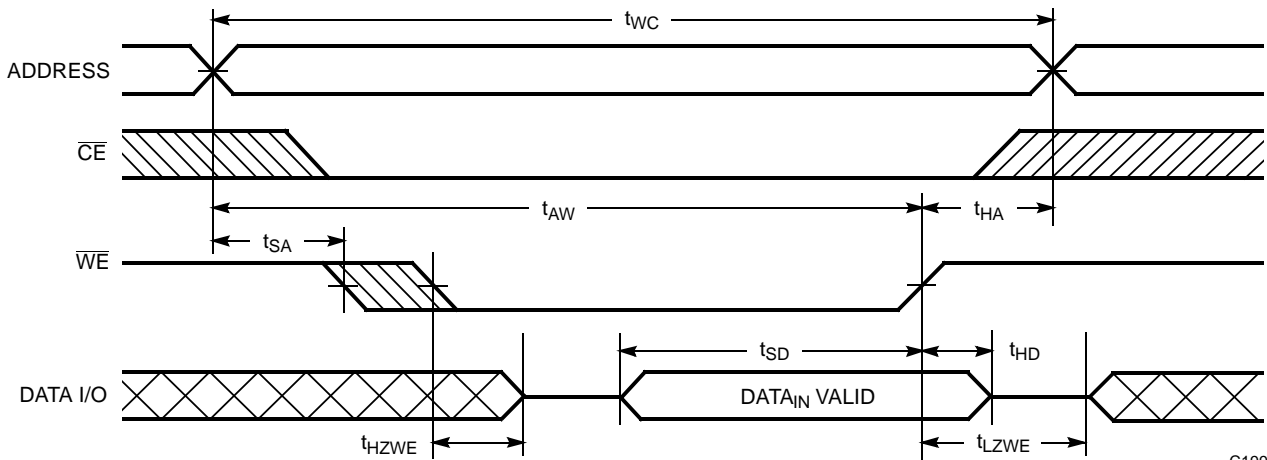 tWC
ADDRESS
CE
tAW
tHA
tSA
WE
tSD
tHD
DATA I/O
DATAIN VALID
tHZWE
tLZWE